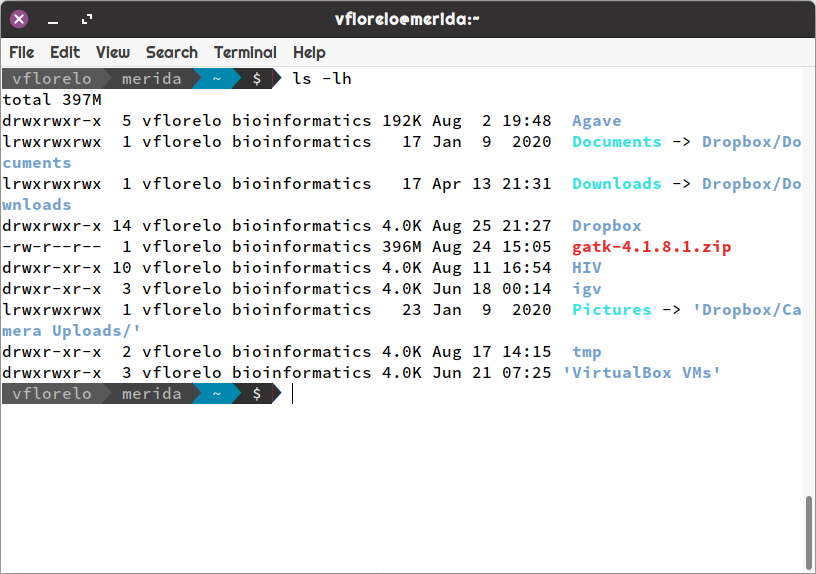 vflorelo@merida:~
File Edit View Search Terminal Help
vflorelo merida ~ $ ls -lh
total 397M
drwxrwxr-x  5 vflorelo bioinformatics 192K Aug  2 19:48  Agave
lrwxrwxrwx  1 vflorelo bioinformatics   17 Jan  9  2020  Documents -> Dropbox/Do
cuments
lrwxrwxrwx  1 vflorelo bioinformatics   17 Apr 13 21:31  Downloads -> Dropbox/Do
wnloads
drwxrwxr-x 14 vflorelo bioinformatics 4.0K Aug 25 21:27  Dropbox
-rw-r--r--  1 vflorelo bioinformatics 396M Aug 24 15:05  gatk-4.1.8.1.zip
drwxr-xr-x 10 vflorelo bioinformatics 4.0K Aug 11 16:54  HIV
drwxr-xr-x  3 vflorelo bioinformatics 4.0K Jun 18 00:14  igv
lrwxrwxrwx  1 vflorelo bioinformatics   23 Jan  9  2020  Pictures -> 'Dropbox/Ca
mera Uploads/'
drwxr-xr-x  2 vflorelo bioinformatics 4.0K Aug 17 14:15  tmp
drwxrwxr-x  3 vflorelo bioinformatics 4.0K Jun 21 07:25 'VirtualBox VMs'
vflorelo merida ~ $